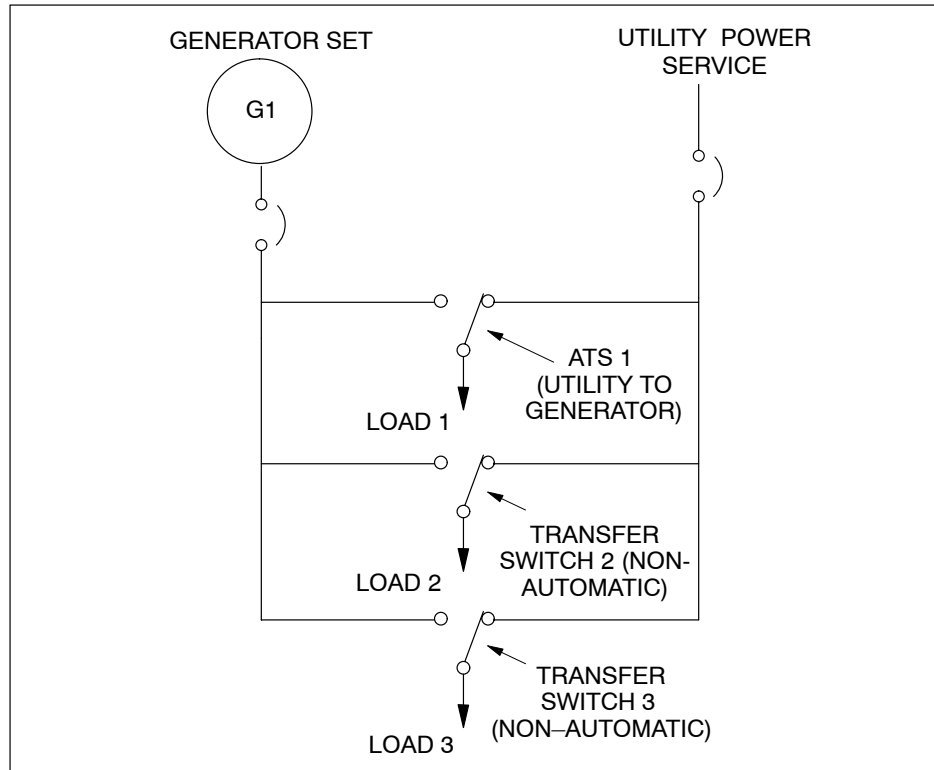 GENERATOR SET
UTILITY POWER
SERVICE
G1
ATS 1
(UTILITY TO
GENERATOR)
LOAD 1
TRANSFER
SWITCH 2 (NON-
AUTOMATIC)
LOAD 2
TRANSFER
SWITCH 3
(NON–AUTOMATIC)
LOAD 3